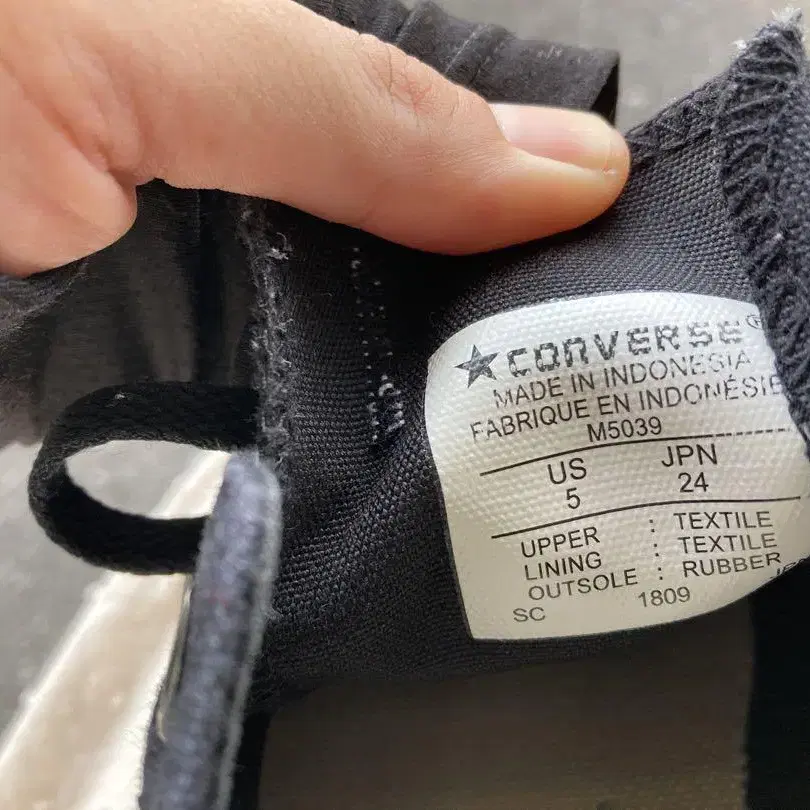 CONVERSE®
MADE IN INDONESIA
FABRIQUE EN INDONÉSIE
M5039
US JPN
5 24
UPPER : TEXTILE
LINING : TEXTILE
OUTSOLE : RUBBER
SC 1809